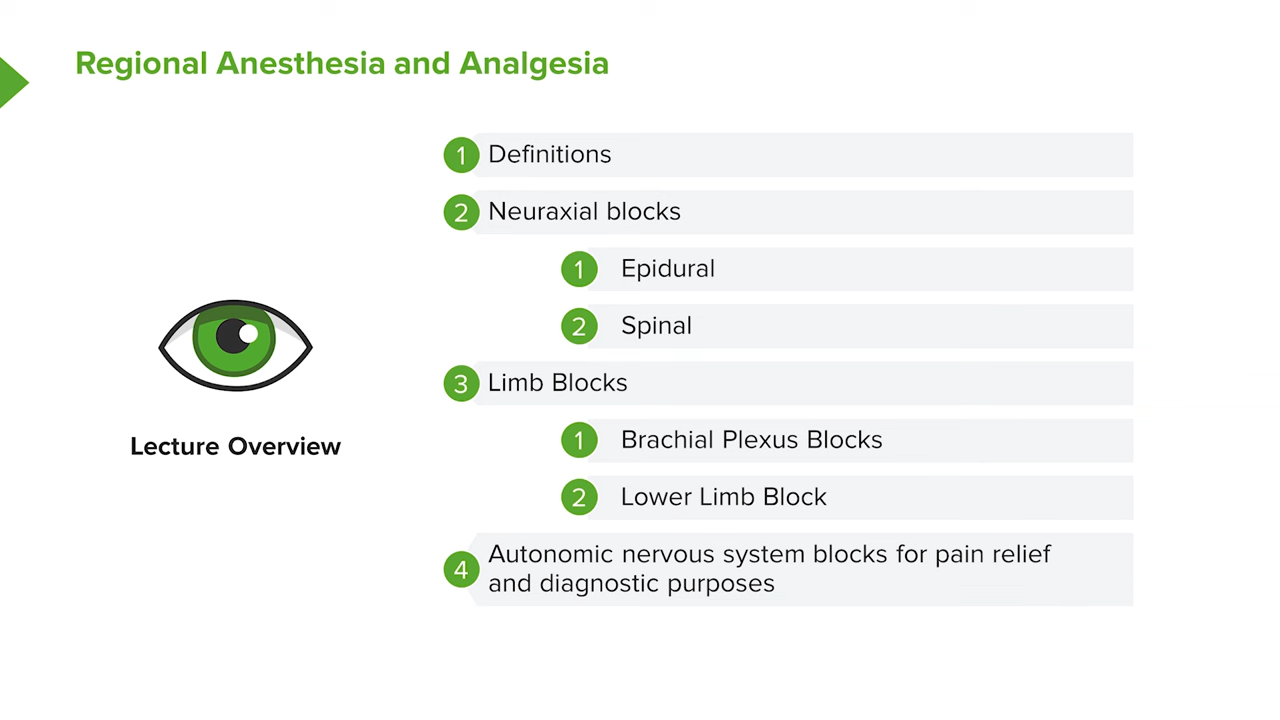 Regional Anesthesia and Analgesia
1 Definitions
2 Neuraxial blocks
1 Epidural
2 Spinal
3 Limb Blocks
1 Brachial Plexus Blocks
2 Lower Limb Block
4 Autonomic nervous system blocks for pain relief
and diagnostic purposes
Lecture Overview